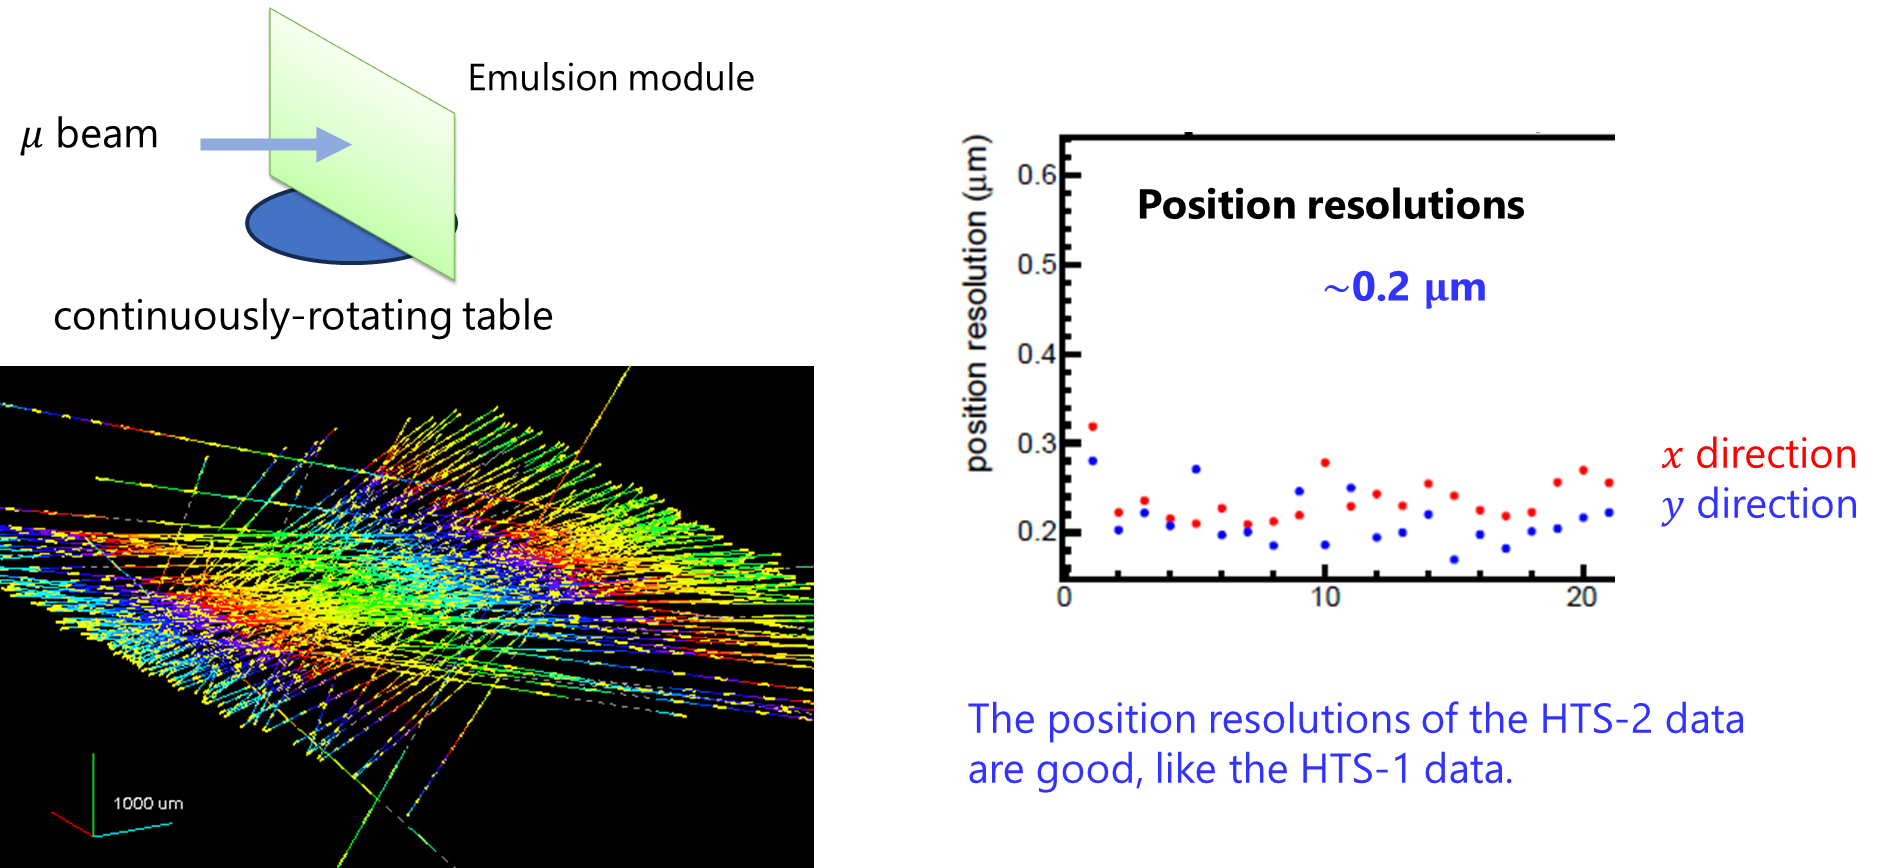 Emulsion module
μ beam
continuously-rotating table
1000 um
position resolution (μm)
0.6
0.5
0.4
0.3
0.2
0
10
20
Position resolutions
~0.2 μm
x direction
y direction
The position resolutions of the HTS-2 data
are good, like the HTS-1 data.